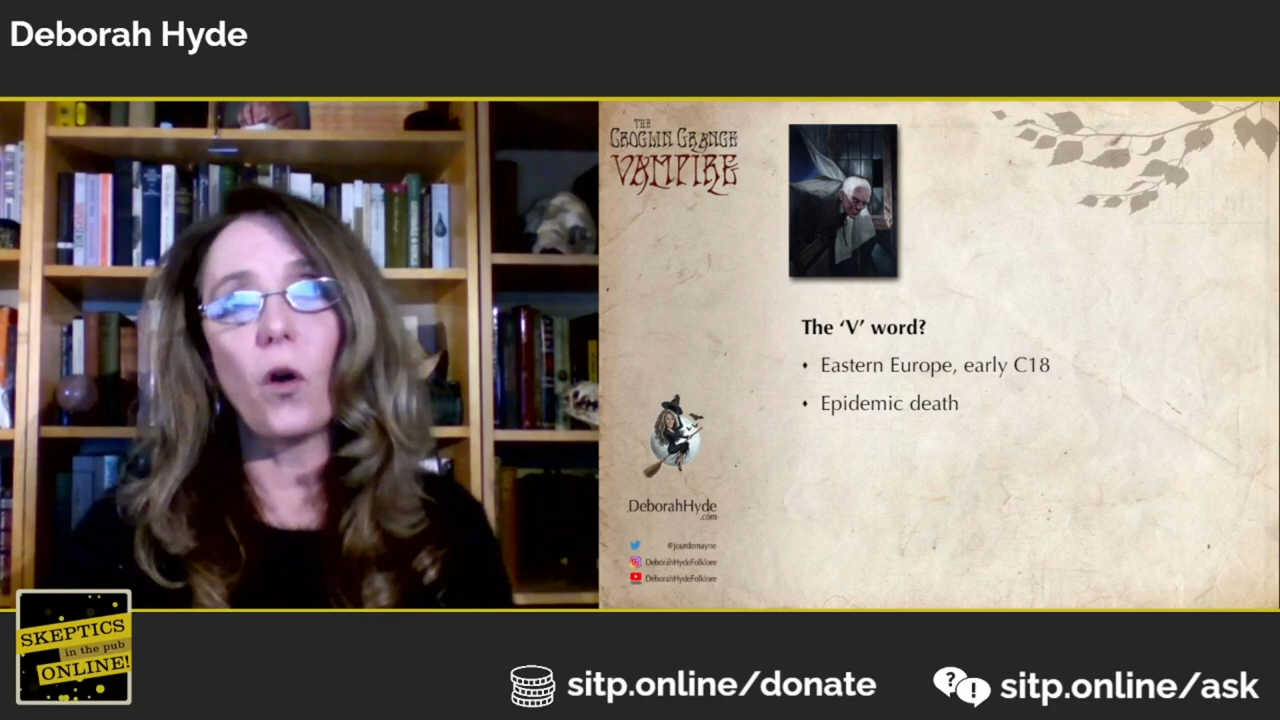 Deborah Hyde
THE
CROGLIN GRANGE
VAMPIRE
The ‘V’ word?
Eastern Europe, early C18
Epidemic death
DeborahHyde
.com
@jourdemayne
DeborahHydeFolklore
DeborahHydeFolklore
SKEPTICS
in the pub
ONLINE!
sitp.online/donate
sitp.online/ask